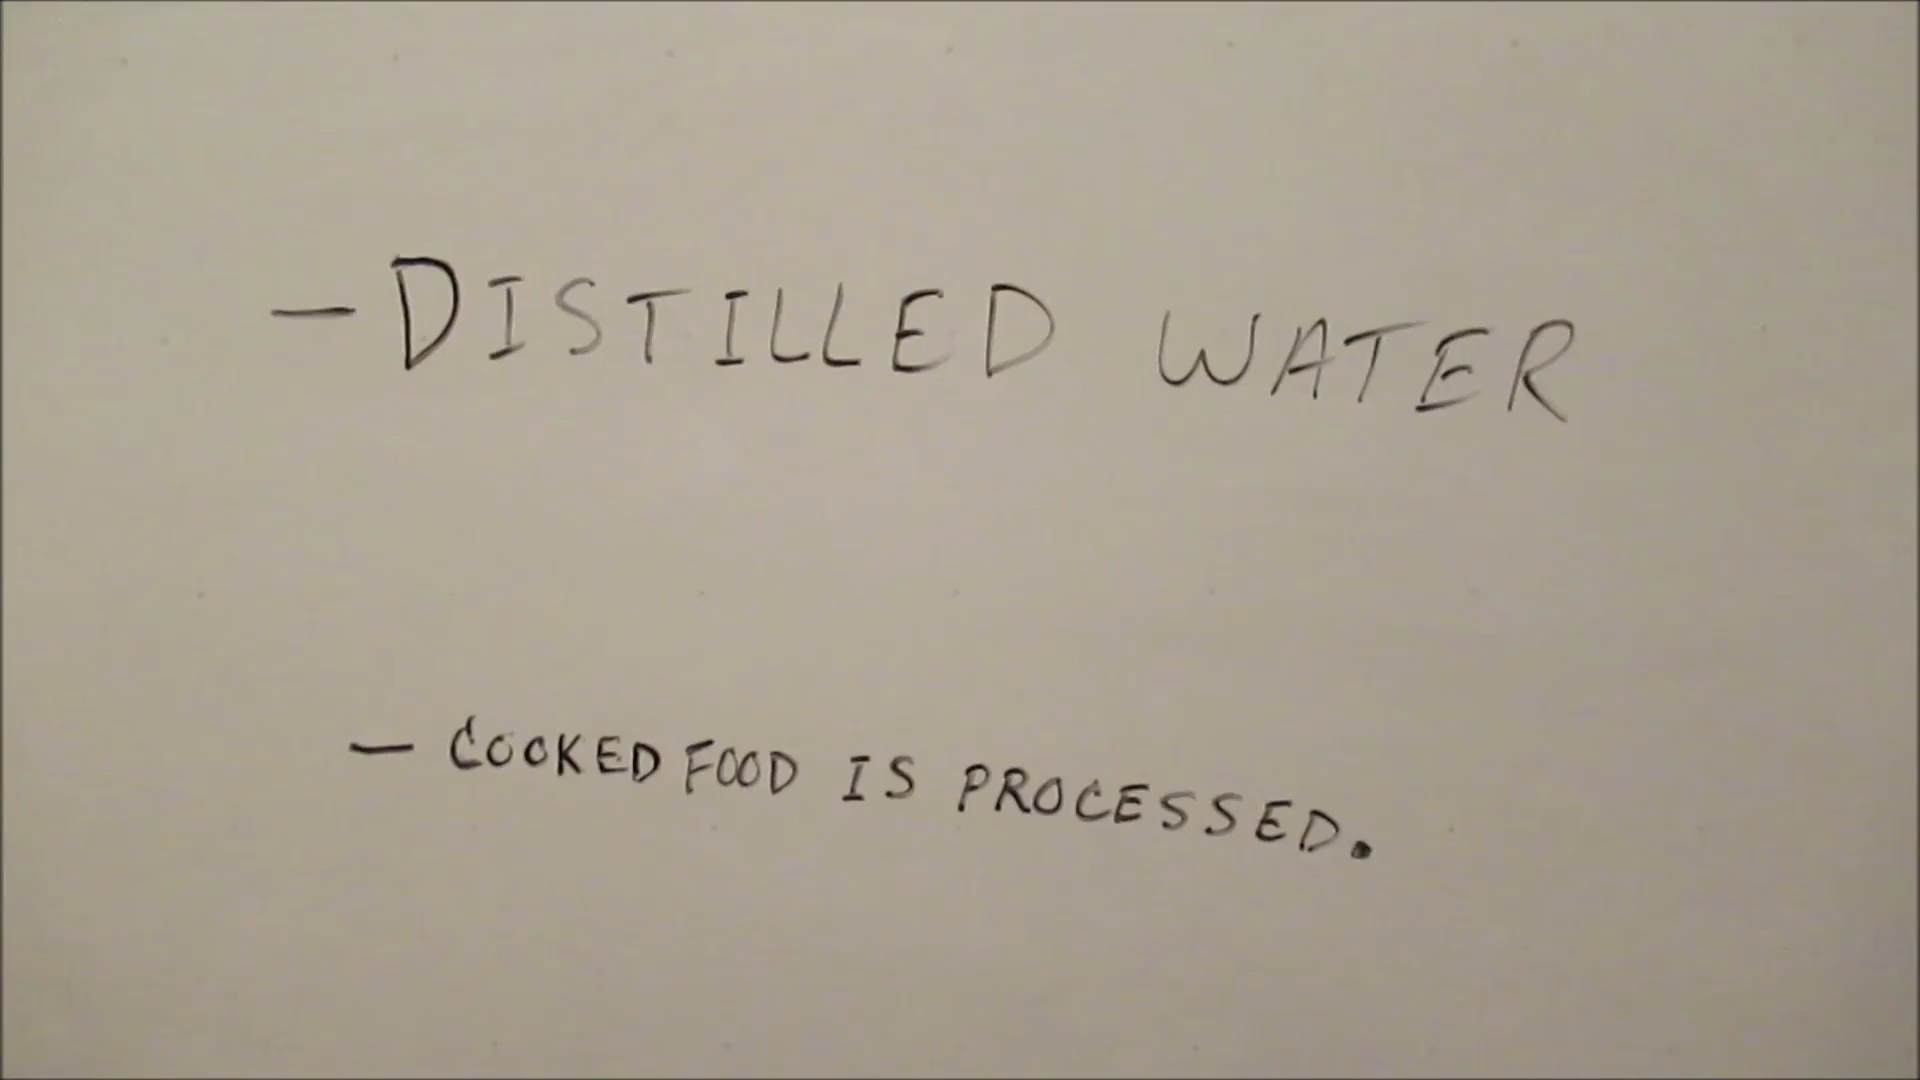 - DISTILLED WATER
- COOKED FOOD IS PROCESSED.